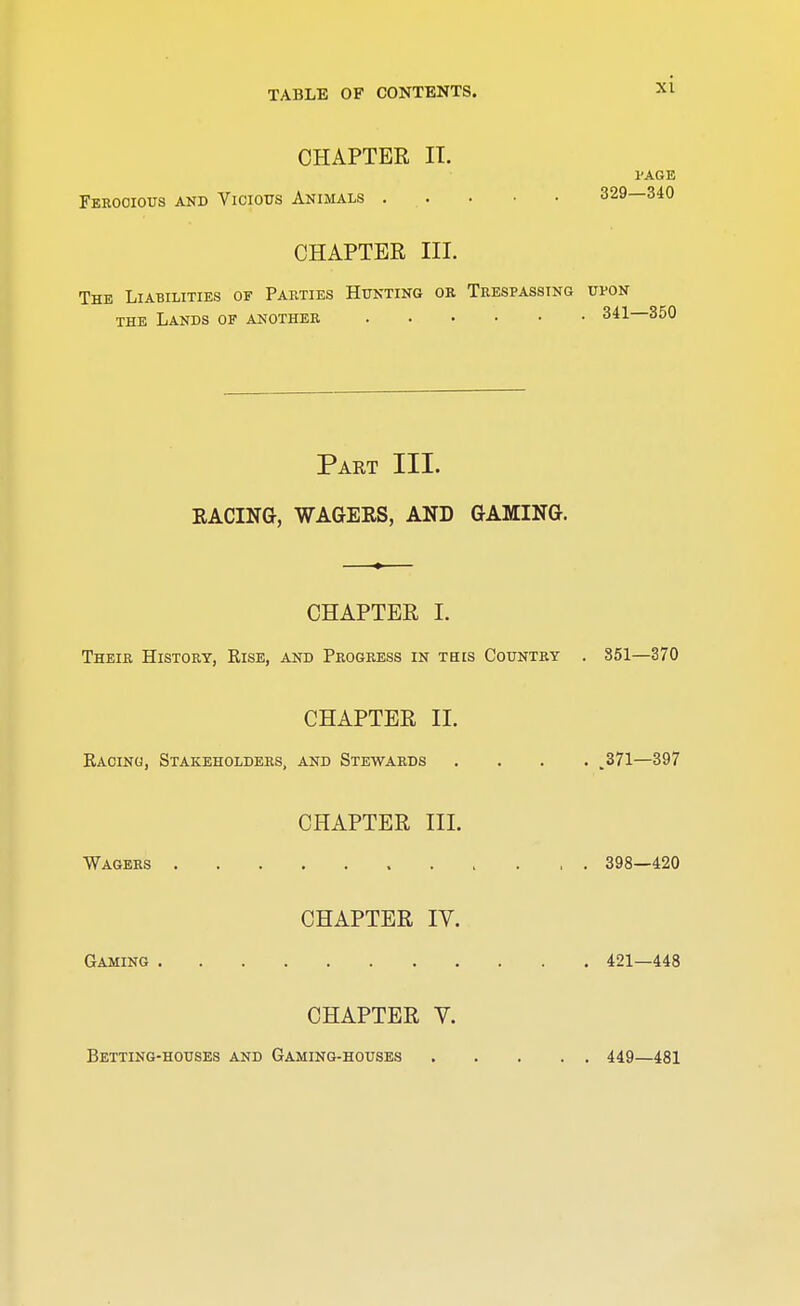 TABLE OF CONTENTS. xi
CHAPTER II.
PAGE
Ferocious and Vicious Animals . . . . . 329—340
CHAPTER III.
The Liabilities of Parties Hunting or Trespassing upon
the Lands of another . . . . . . 341—350
Part III.
RACING, WAGERS, AND GAMING.
CHAPTER I.
Their History, Rise, and Progress in this Country . 351—370
CHAPTER II.
Racing, Stakeholders, and Stewards . . . . 371—397
CHAPTER III.
Wagers . . . . . . . . . . . 398—420
CHAPTER IV.
Gaming . . . . . . . . . . . 421—448
CHAPTER V.
Betting-houses and Gaming-houses . . . . . 449—481